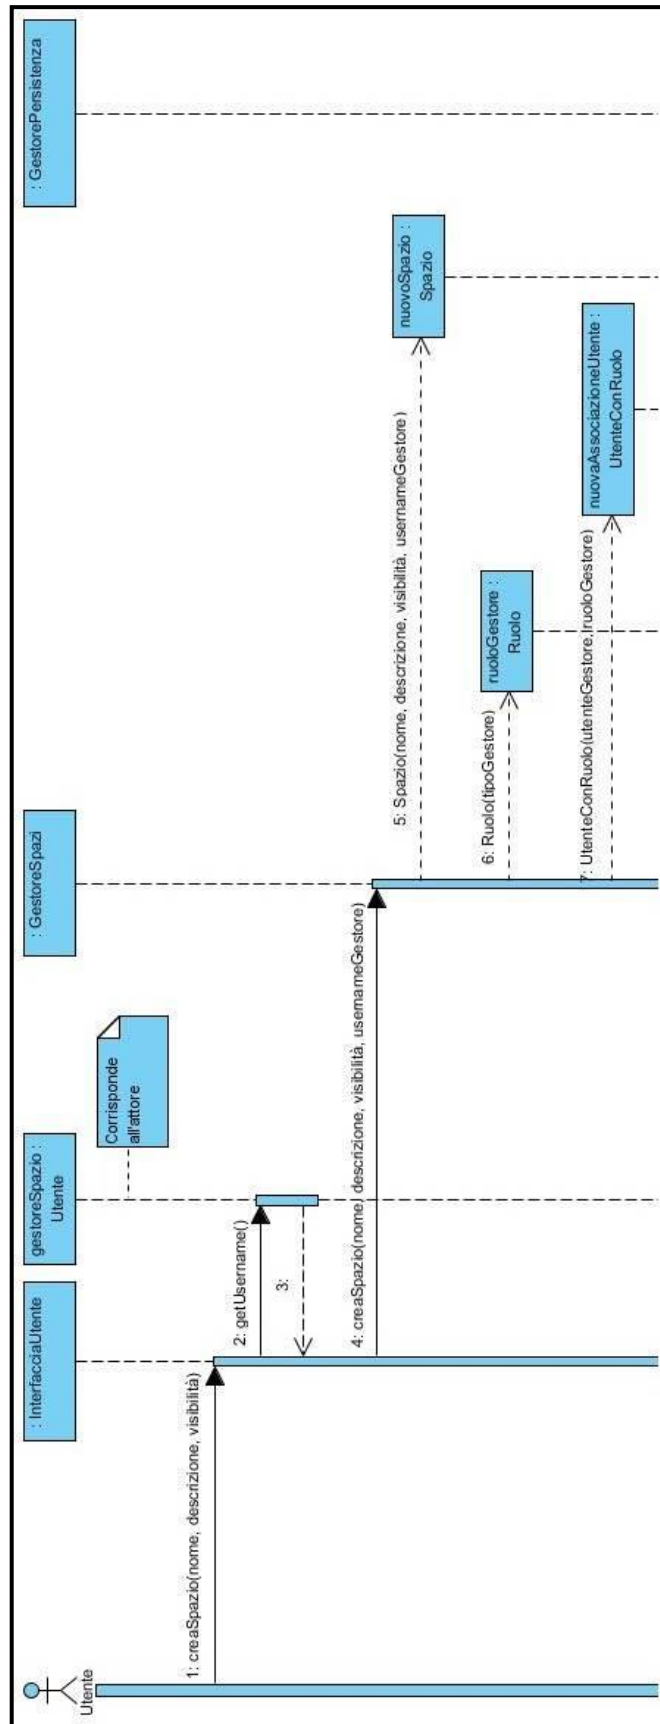 Utente
: InterfacciaUtente
gestoreSpazio :
Utente
Corrisponde
all'attore
: GestoreSpazi
: GestorePersistenza
1: creaSpazio(nome, descrizione, visibilità)
2: getUsername()
3:
4: creaSpazio(nome, descrizione, visibilità, usernameGestore)
5: Spazio(nome, descrizione, visibilità, usernameGestore)
nuovoSpazio :
Spazio
6: Ruolo(tipoGestore)
ruoloGestore :
Ruolo
7: UtenteConRuolo(utenteGestore, ruoloGestore)
nuovaAssociazioneUtente :
UtenteConRuolo